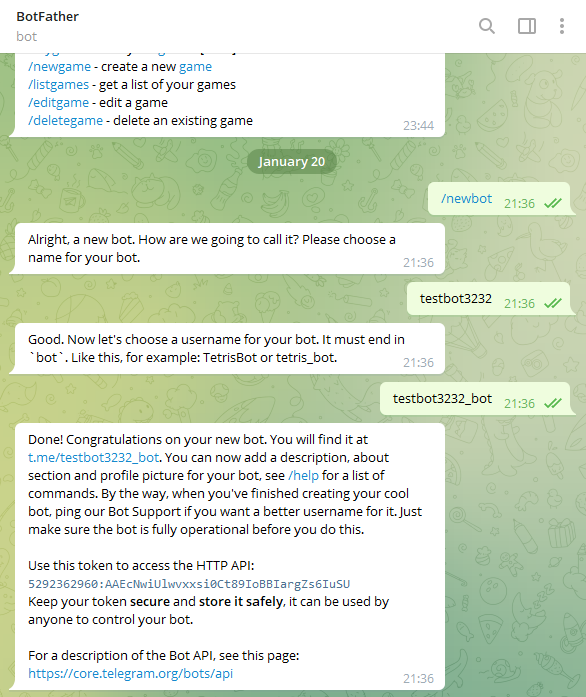 BotFather
bot
/newgame - create a new game
/listgames - get a list of your games
/editgame - edit a game
/deletegame - delete an existing game
23:44
January 20
/newbot
21:36
Alright, a new bot. How are we going to call it? Please choose a
name for your bot.
21:36
testbot3232
21:36
Good. Now let's choose a username for your bot. It must end in
`bot`. Like this, for example: TetrisBot or tetris_bot.
21:36
testbot3232_bot
21:36
Done! Congratulations on your new bot. You will find it at
t.me/testbot3232_bot. You can now add a description, about
section and profile picture for your bot, see /help for a list of
commands. By the way, when you've finished creating your cool
bot, ping our Bot Support if you want a better username for it. Just
make sure the bot is fully operational before you do this.
Use this token to access the HTTP API:
5292362960:AAEcNwiUlwvxxsi0Ct89IoBBIargZs6IuSU
Keep your token secure and store it safely, it can be used by
anyone to control your bot.
For a description of the Bot API, see this page:
https://core.telegram.org/bots/api
21:36